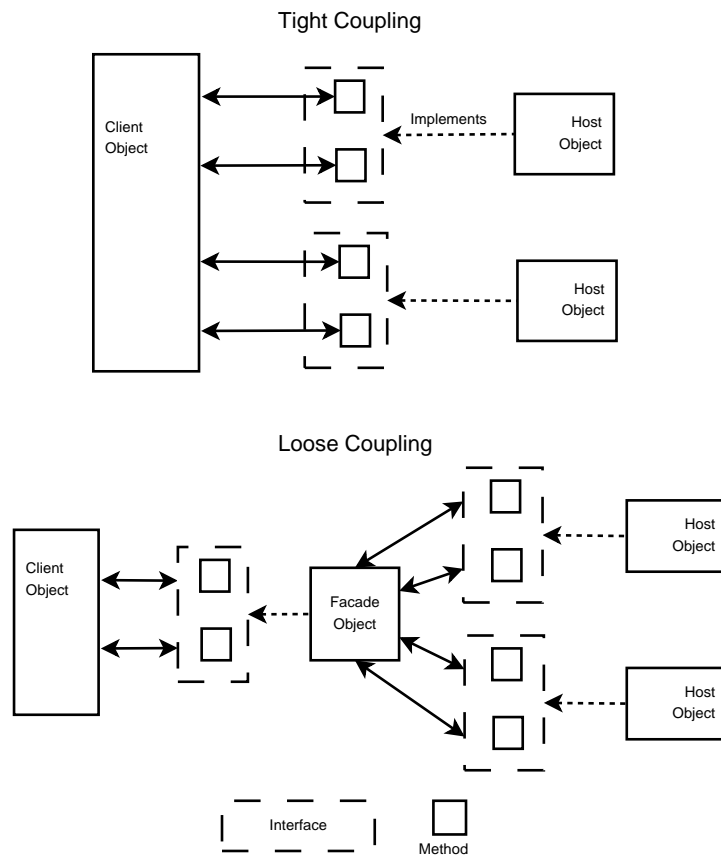 Tight Coupling
Client
Object
Implements
Host
Object
Host
Object
Loose Coupling
Client
Object
Facade
Object
Host
Object
Host
Object
Interface
Method